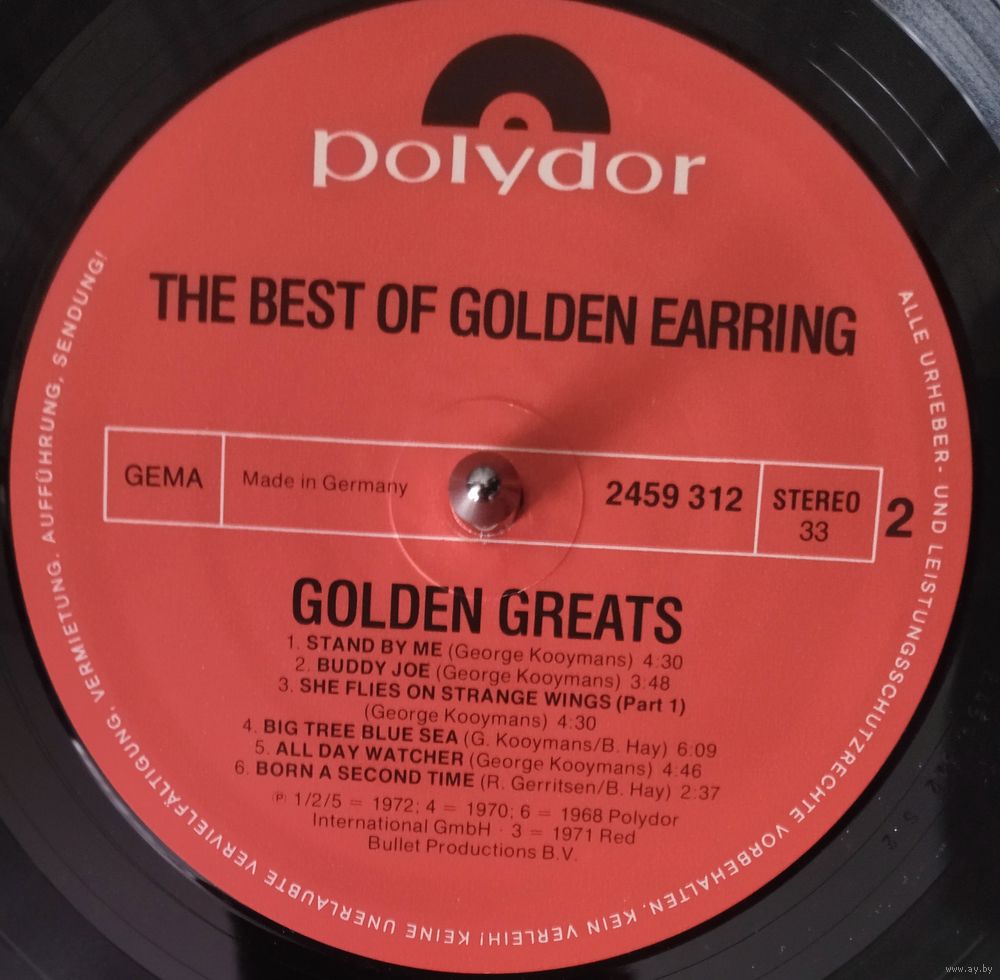 polydor
THE BEST OF GOLDEN EARRING
GEMA
Made in Germany
2459 312
STEREO
33
2
GOLDEN GREATS
1. STAND BY ME (George Kooymans) 4:30
2. BUDDY JOE (George Kooymans) 3:48
3. SHE FLIES ON STRANGE WINGS (Part 1)
(George Kooymans) 4:30
4. BIG TREE BLUE SEA (G. Kooymans/B. Hay) 6:09
5. ALL DAY WATCHER (George Kooymans) 4:46
6. BORN A SECOND TIME (R. Gerritsen/B. Hay) 2:37
℗ 1/2/5 = 1972; 4 = 1970; 6 = 1968 Polydor
International GmbH · 3 = 1971 Red
Bullet Productions B.V.
ALLE URHEBER- UND LEISTUNGSSCHUTZRECHTE VORBEHALTEN. KEIN VERLEIH! KEINE UNERLAUBTE VERVIELFÄLTIGUNG, VERMIETUNG, AUFFÜHRUNG, SENDUNG!
www.ay.by